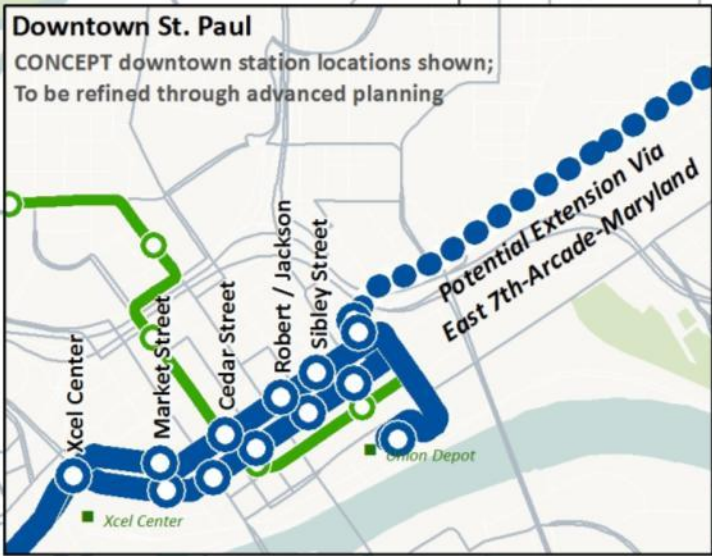 Downtown St. Paul
CONCEPT downtown station locations shown;
To be refined through advanced planning
Potential Extension Via
East 7th-Arcade-Maryland
Xcel Center
Market Street
Cedar Street
Robert / Jackson
Sibley Street
Union Depot
Xcel Center